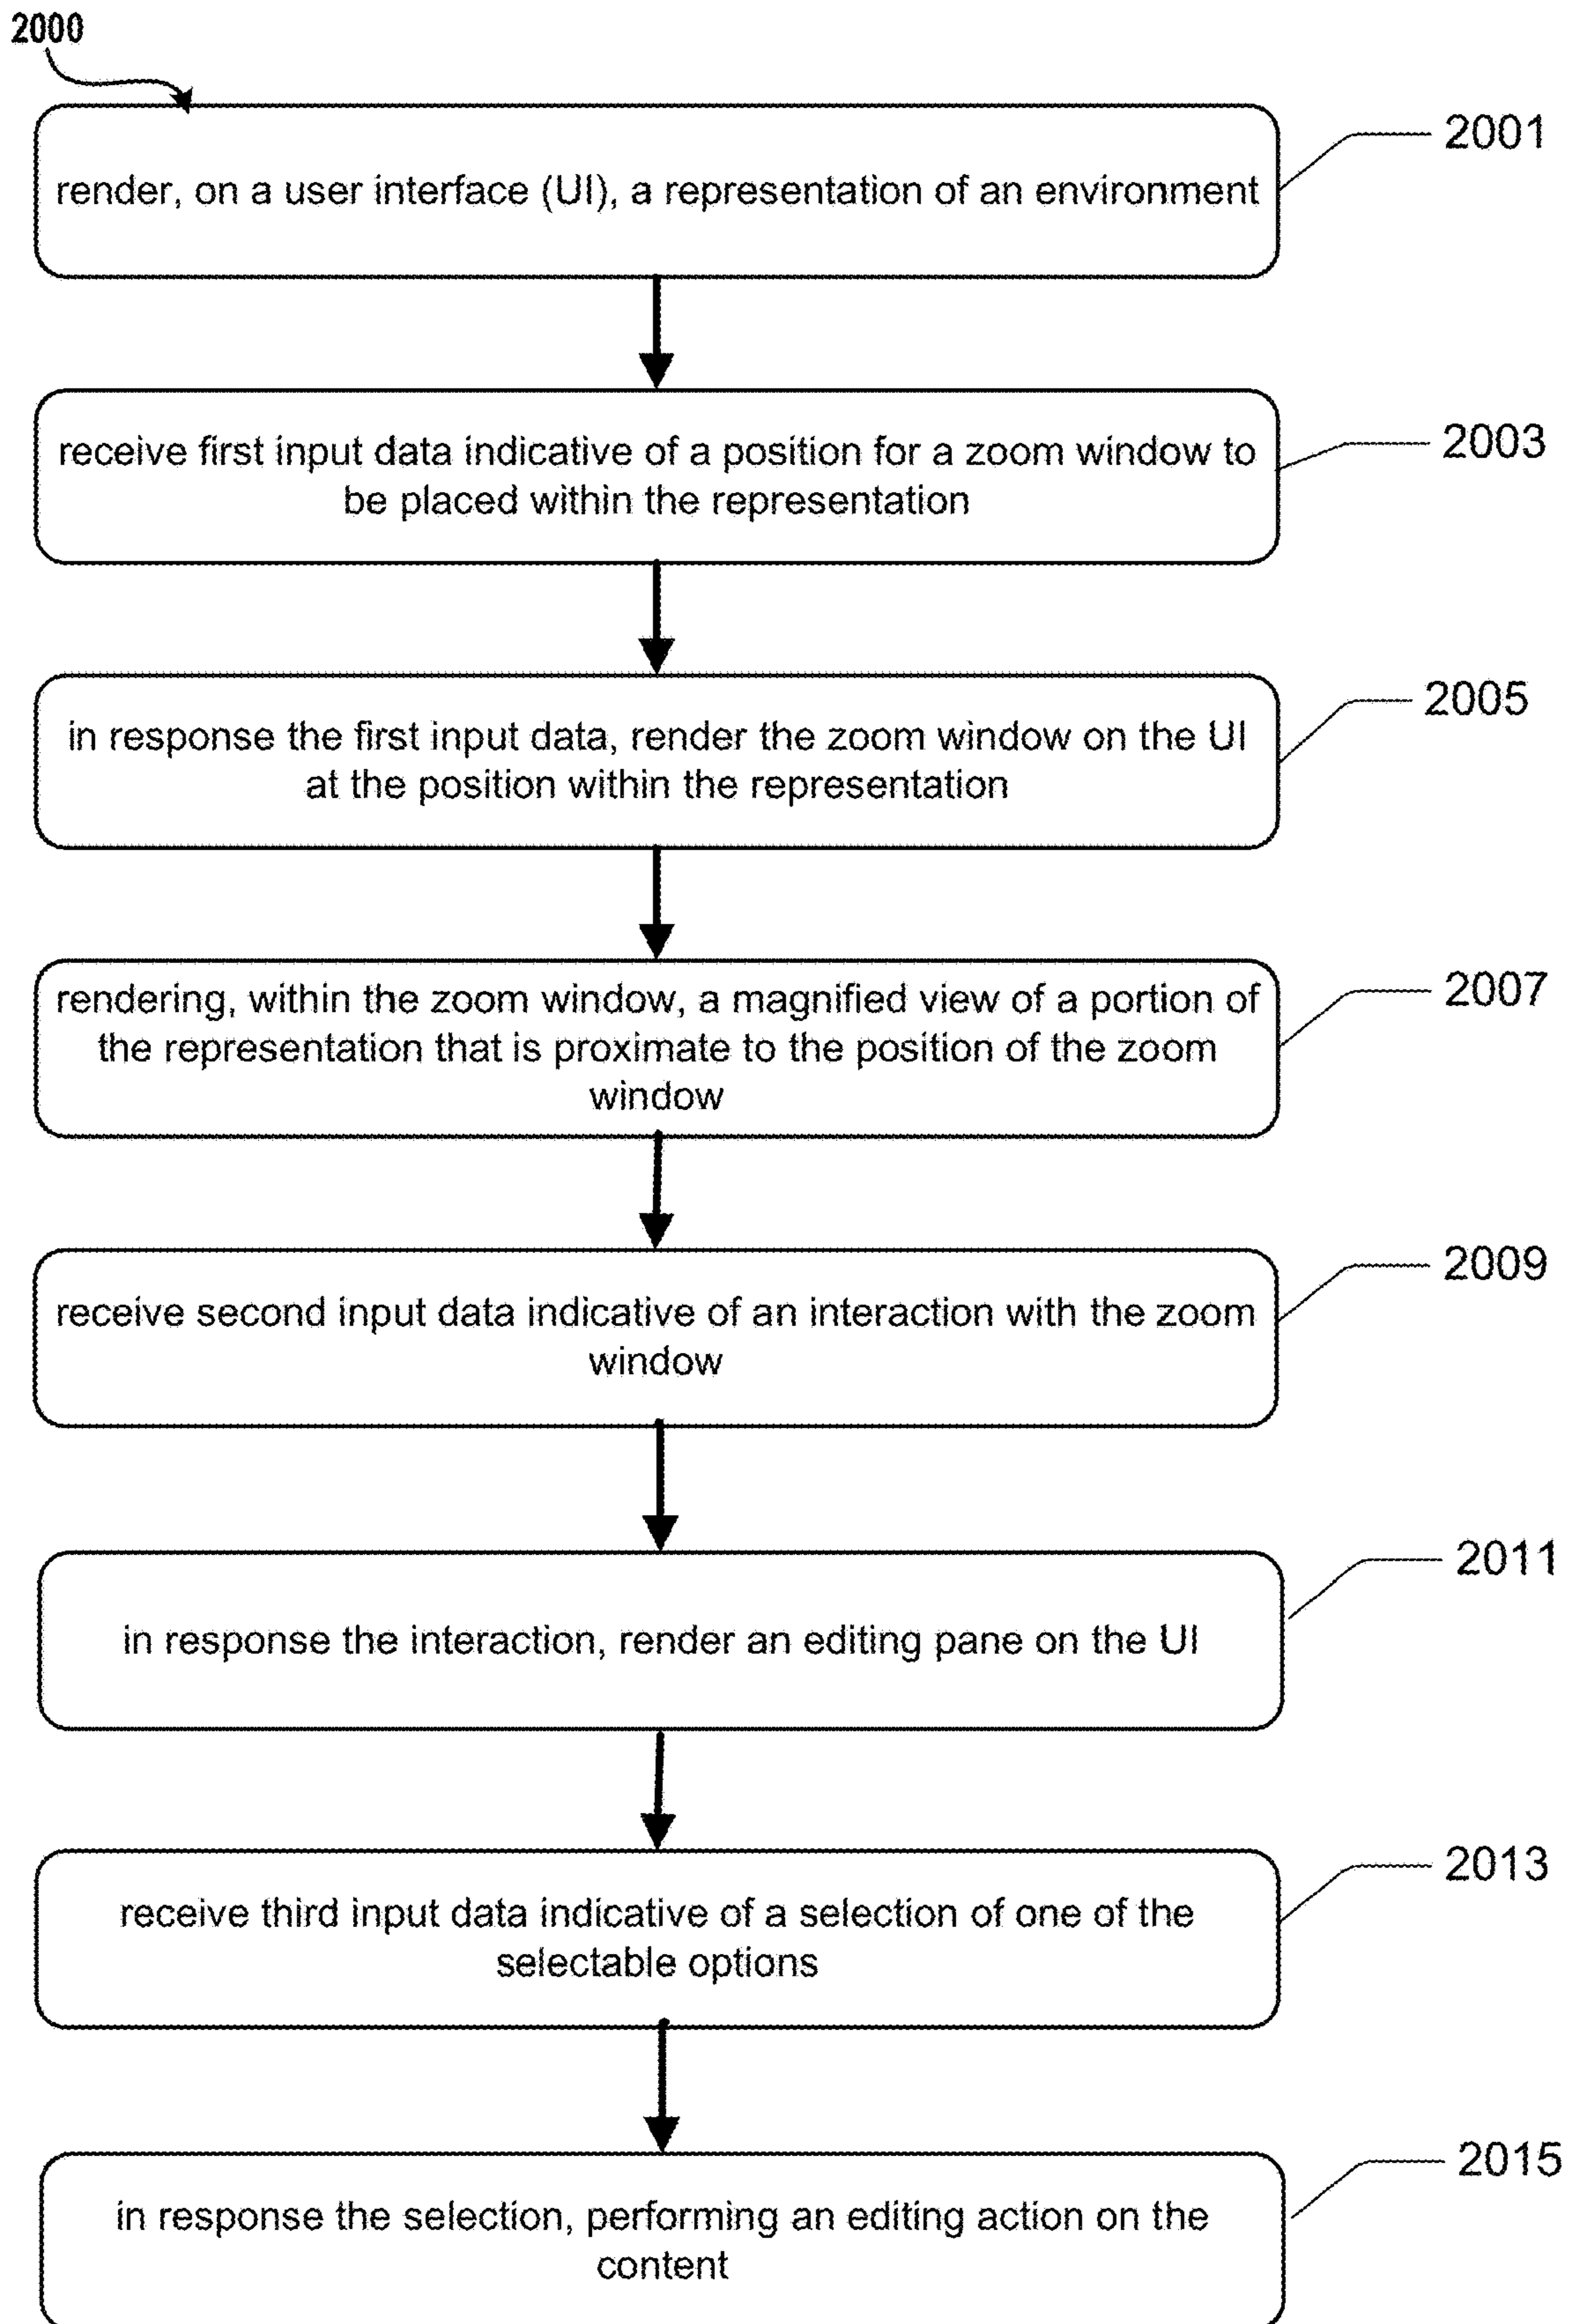 2000
render, on a user interface (UI), a representation of an environment
2001
receive first input data indicative of a position for a zoom window to
be placed within the representation
2003
in response the first input data, render the zoom window on the UI
at the position within the representation
2005
rendering, within the zoom window, a magnified view of a portion of
the representation that is proximate to the position of the zoom
window
2007
receive second input data indicative of an interaction with the zoom
window
2009
in response the interaction, render an editing pane on the UI
2011
receive third input data indicative of a selection of one of the
selectable options
2013
in response the selection, performing an editing action on the
content
2015